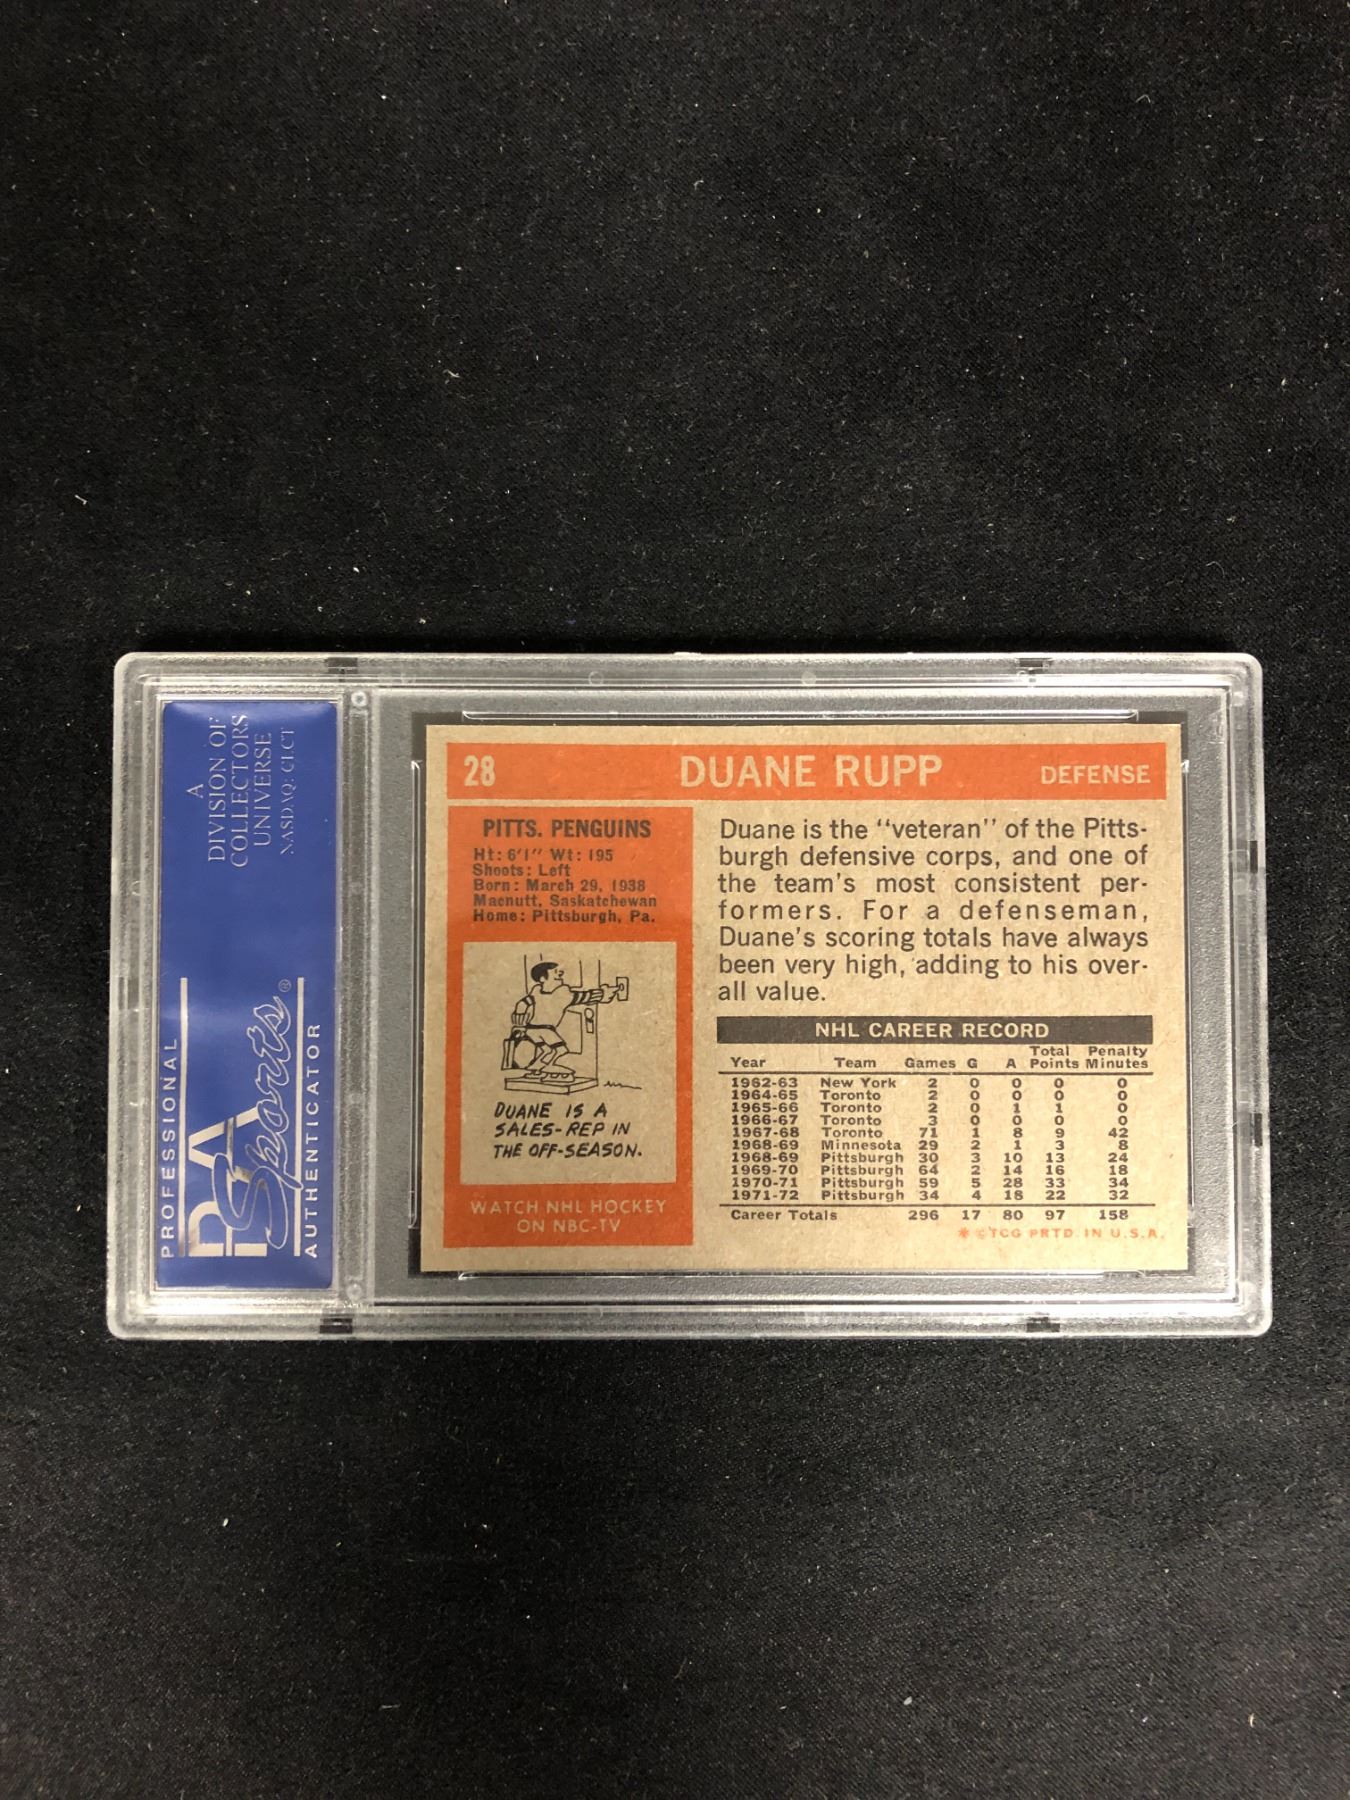 A
DIVISION OF
COLLECTORS
UNIVERSE
NASDAQ: CLCT
PROFESSIONAL
PSA
Sports®
AUTHENTICATOR
28 DUANE RUPP DEFENSE
PITTS. PENGUINS
Ht: 6'1" Wt: 195
Shoots: Left
Born: March 29, 1938
Macnutt, Saskatchewan
Home: Pittsburgh, Pa.
DUANE IS A
SALES-REP IN
THE OFF-SEASON.
WATCH NHL HOCKEY
ON NBC-TV
Duane is the "veteran" of the Pitts-
burgh defensive corps, and one of
the team's most consistent per-
formers. For a defenseman,
Duane's scoring totals have always
been very high, adding to his over-
all value.
NHL CAREER RECORD
Year Team Games G A Total Points Penalty Minutes
1962-63 New York 2 0 0 0 0
1964-65 Toronto 2 0 0 0 0
1965-66 Toronto 2 0 1 1 0
1966-67 Toronto 3 0 0 0 0
1967-68 Toronto 71 1 8 9 42
1968-69 Minnesota 29 2 1 3 8
1968-69 Pittsburgh 30 3 10 13 24
1969-70 Pittsburgh 64 2 14 16 18
1970-71 Pittsburgh 59 5 28 33 34
1971-72 Pittsburgh 34 4 18 22 32
Career Totals 296 17 80 97 158
* © TCG PRTD. IN U.S.A.